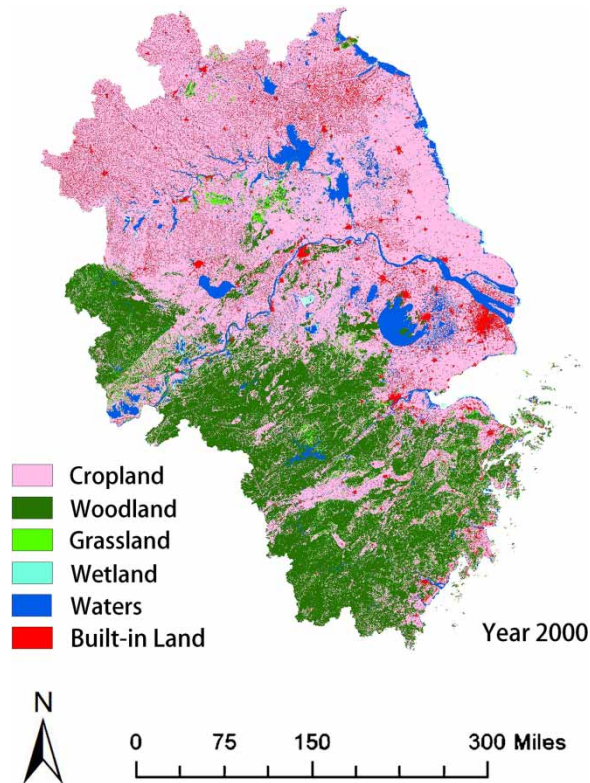 Cropland
Woodland
Grassland
Wetland
Waters
Built-in Land
Year 2000
N
0 75 150 300 Miles